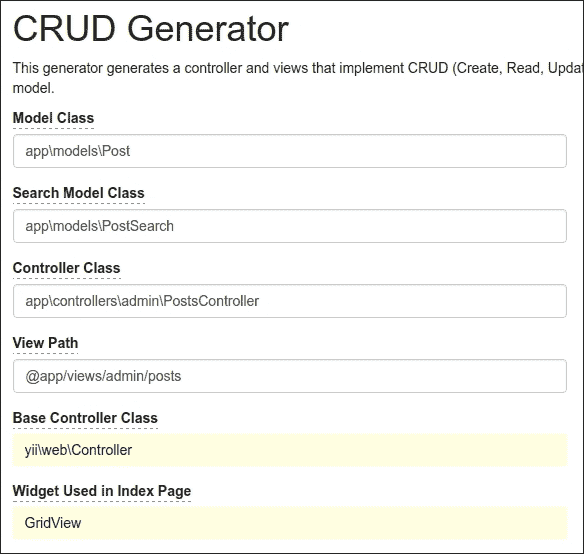 CRUD Generator
This generator generates a controller and views that implement CRUD (Create, Read,
model.
Model Class
app\models\Post
Search Model Class
app\models\PostSearch
Controller Class
app\controllers\admin\PostsController
View Path
@app/views/admin/posts
Base Controller Class
yii\web\Controller
Widget Used in Index Page
GridView